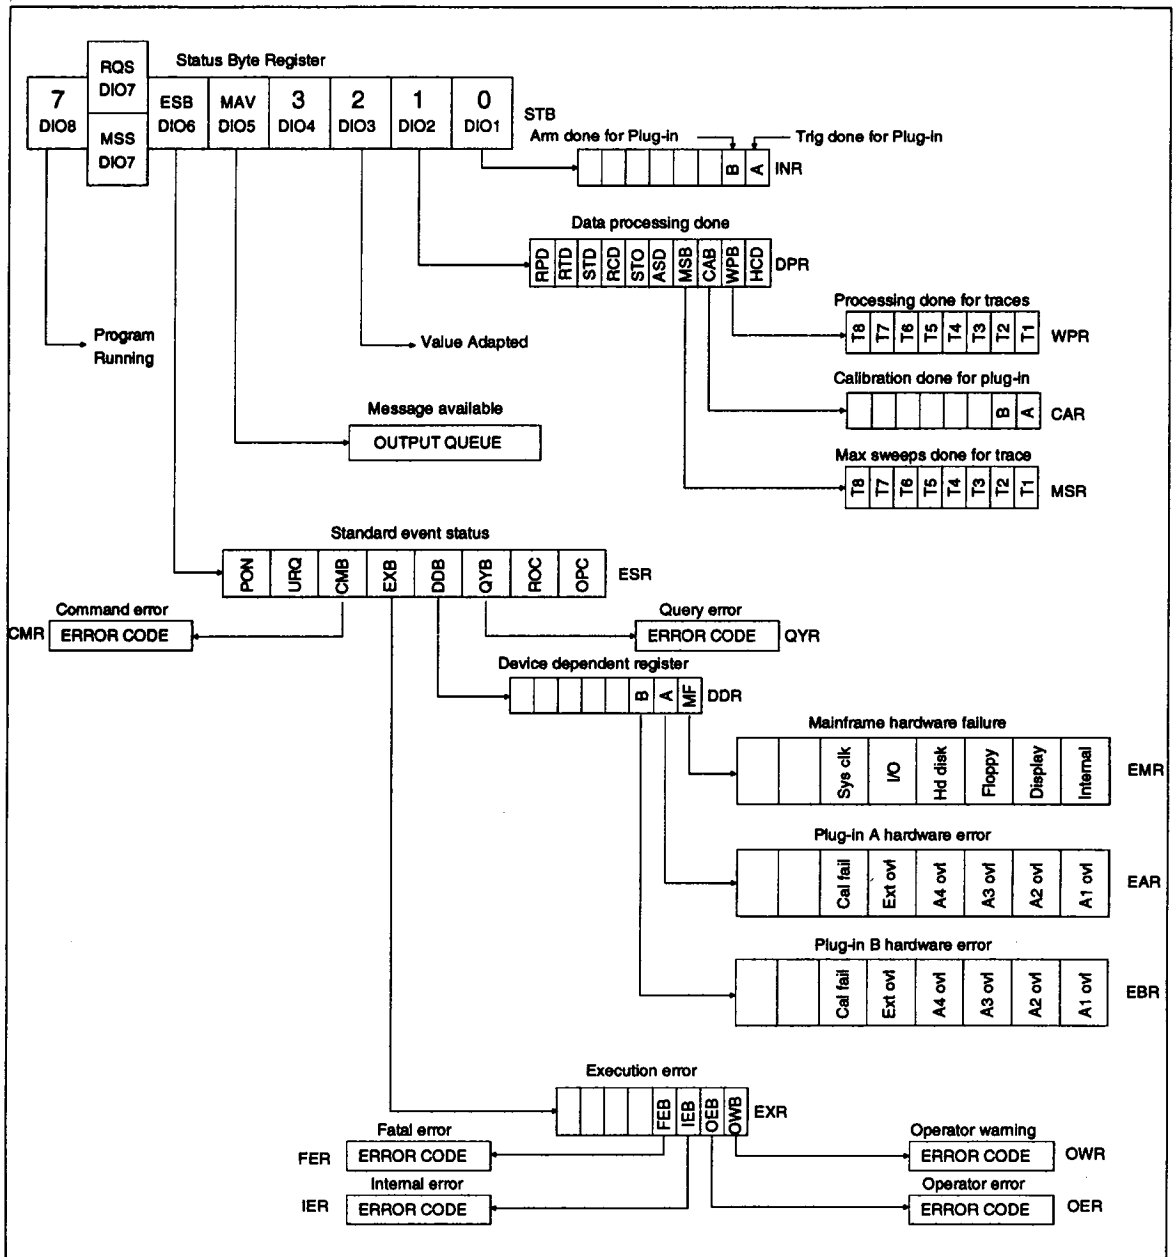 Status Byte Register
7 DIO8
RQS DIO7
MSS DIO7
ESB DIO6
MAV DIO5
3 DIO4
2 DIO3
1 DIO2
0 DIO1
STB
Arm done for Plug-in
Trig done for Plug-in
B A INR
Data processing done
RPD RTD STD RCD STO ASD MSB CAB WPB HCD DPR
Processing done for traces
T8 T7 T6 T5 T4 T3 T2 T1 WPR
Program
Running
Value Adapted
Calibration done for plug-in
B A CAR
Message available
OUTPUT QUEUE
Max sweeps done for trace
T8 T7 T6 T5 T4 T3 T2 T1 MSR
Standard event status
PON URQ CMB EXB DDB QYB ROC OPC ESR
Command error
CMR ERROR CODE
Query error
ERROR CODE QYR
Device dependent register
B A MF DDR
Mainframe hardware failure
Sys clk I/O Hd disk Floppy Display Internal EMR
Plug-in A hardware error
Cal fail Ext ovl A4 ovl A3 ovl A2 ovl A1 ovl EAR
Plug-in B hardware error
Cal fail Ext ovl A4 ovl A3 ovl A2 ovl A1 ovl EBR
Execution error
FEB IEB OEB OWB EXR
Fatal error
FER ERROR CODE
Operator warning
ERROR CODE OWR
Internal error
IER ERROR CODE
Operator error
ERROR CODE OER